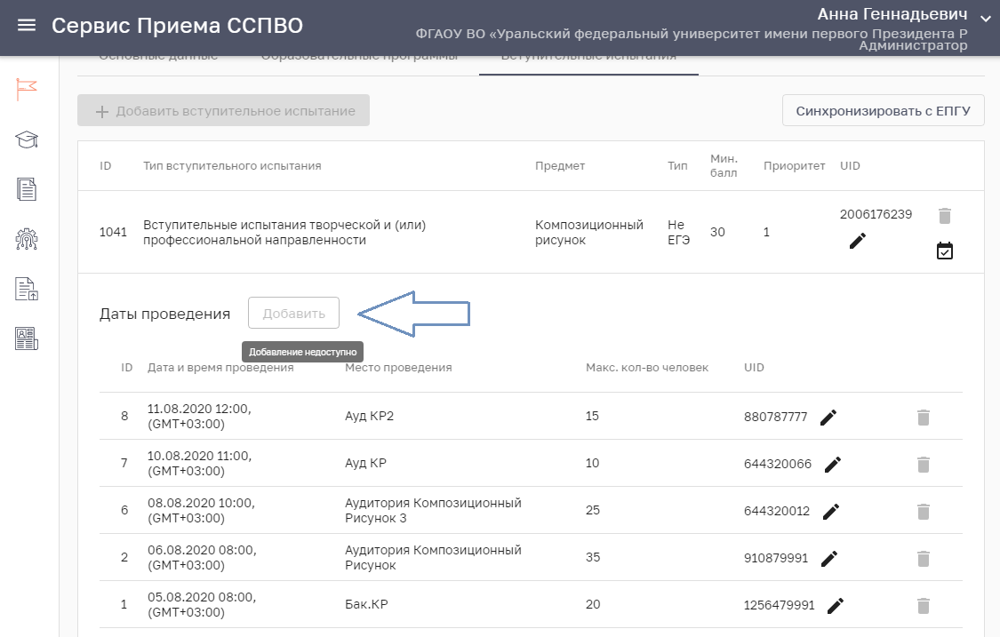 Сервис Приема ССПВО
Анна Геннадьевич
ФГАОУ ВО «Уральский федеральный университет имени первого Президента Р
Администратор
Основные данные Образовательные программы Вступительные испытания
Добавить вступительное испытание
Синхронизировать с ЕПГУ
ID Тип вступительного испытания Предмет Тип Мин. балл Приоритет UID
1041 Вступительные испытания творческой и (или) профессиональной направленности Композиционный рисунок Не ЕГЭ 30 1 2006176239
Даты проведения Добавить
Добавление недоступно
ID Дата и время проведения Место проведения Макс. кол-во человек UID
8 11.08.2020 12:00, (GMT+03:00) Ауд КР2 15 880787777
7 10.08.2020 11:00, (GMT+03:00) Ауд КР 10 644320066
6 08.08.2020 10:00, (GMT+03:00) Аудитория Композиционный Рисунок 3 25 644320012
2 06.08.2020 08:00, (GMT+03:00) Аудитория Композиционный Рисунок 35 910879991
1 05.08.2020 08:00, (GMT+03:00) Бак.КР 20 1256479991